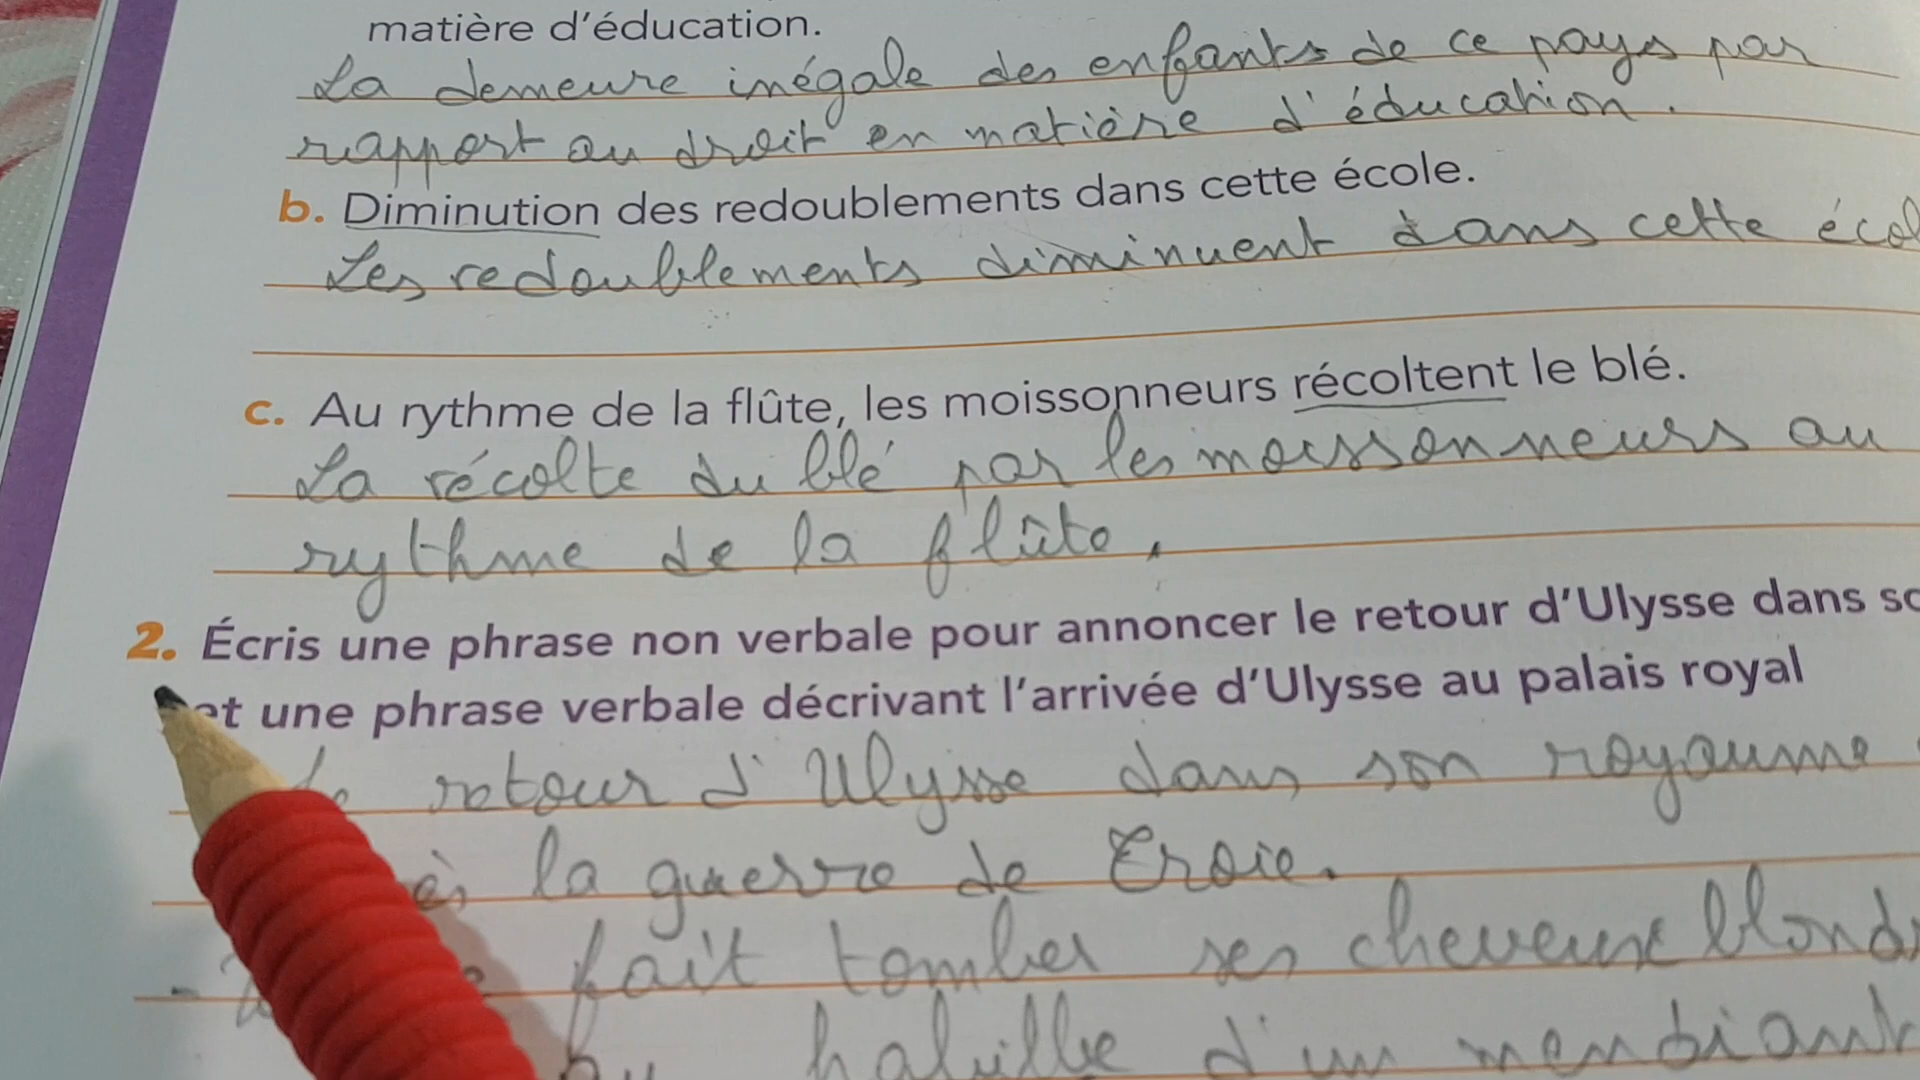 matière d'éducation.
La demeure inégale des enfants de ce pays par
rapport au droit en matière d'éducation.
b. Diminution des redoublements dans cette école.
Les redoublements diminuent dans cette écol
c. Au rythme de la flûte, les moissonneurs récoltent le blé.
La récolte du blé par les moissonneurs au
rythme de la flûte.
2. Écris une phrase non verbale pour annoncer le retour d'Ulysse dans so
et une phrase verbale décrivant l'arrivée d'Ulysse au palais royal
Le retour d'Ulysse dans son royaume
la guerre de Troie.
- fait tomber ses cheveux blonds
habille d'un mendiant